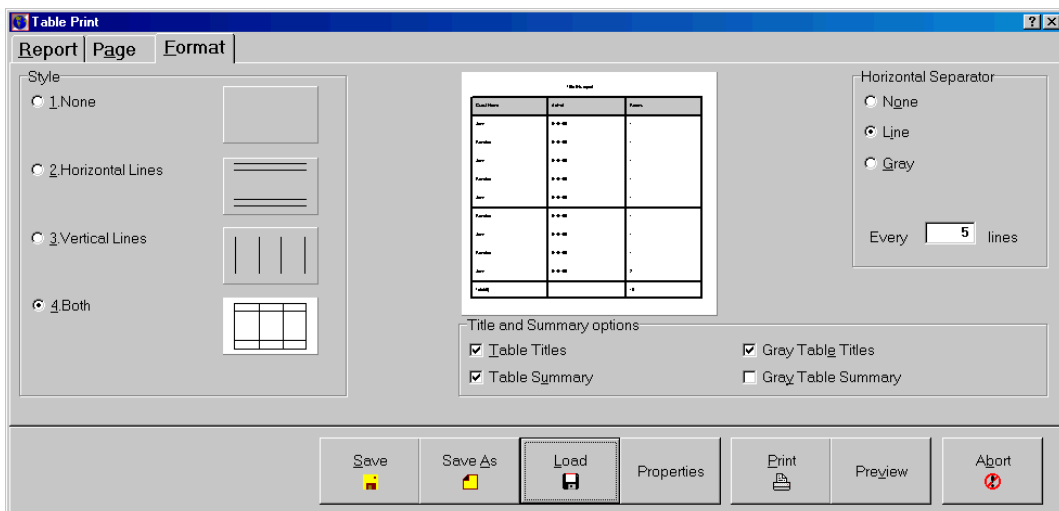 Table Print
Report Page Format
Style
1.None
2.Horizontal Lines
3.Vertical Lines
4.Both
Horizontal Separator
None
Line
Gray
Every 5 lines
Title and Summary options
Table Titles
Gray Table Titles
Table Summary
Gray Table Summary
Save
Save As
Load
Properties
Print
Preview
Abort